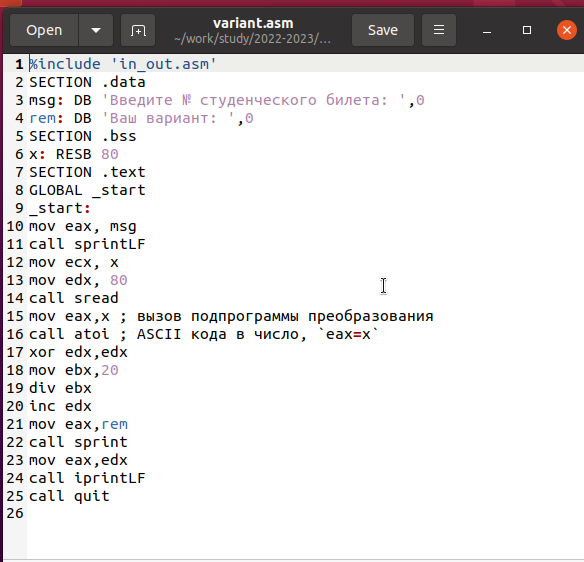 Open
variant.asm
~/work/study/2022-2023/...
Save
1 %include 'in_out.asm'
2 SECTION .data
3 msg: DB 'Введите № студенческого билета: ',0
4 rem: DB 'Ваш вариант: ',0
5 SECTION .bss
6 x: RESB 80
7 SECTION .text
8 GLOBAL _start
9 _start:
10 mov eax, msg
11 call sprintLF
12 mov ecx, x
13 mov edx, 80
14 call sread
15 mov eax,x ; вызов подпрограммы преобразования
16 call atoi ; ASCII кода в число, `eax=x`
17 xor edx,edx
18 mov ebx,20
19 div ebx
20 inc edx
21 mov eax,rem
22 call sprint
23 mov eax,edx
24 call iprintLF
25 call quit
26